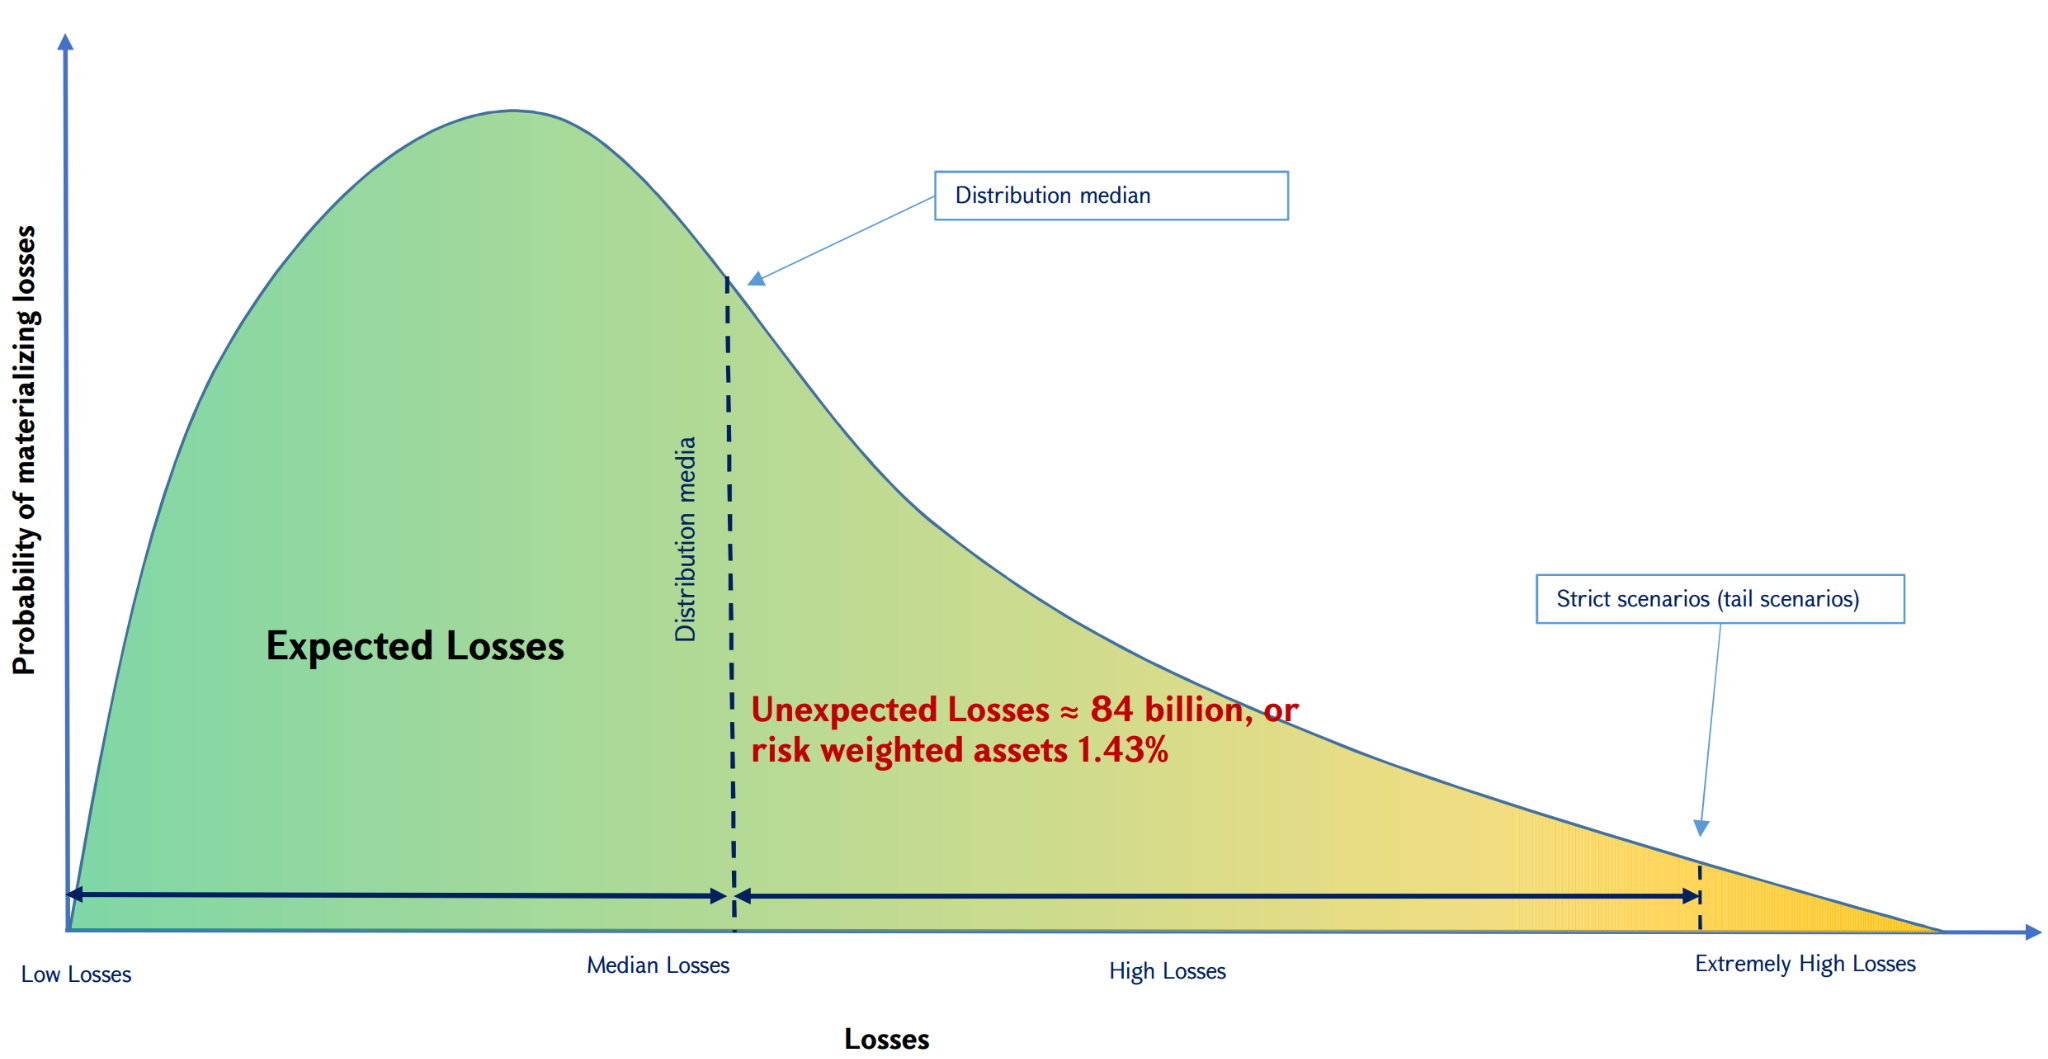 Probability of materializing losses
Distribution median
Distribution media
Strict scenarios (tail scenarios)
Expected Losses
Unexpected Losses ≈ 84 billion, or
risk weighted assets 1.43%
Low Losses
Median Losses
High Losses
Extremely High Losses
Losses